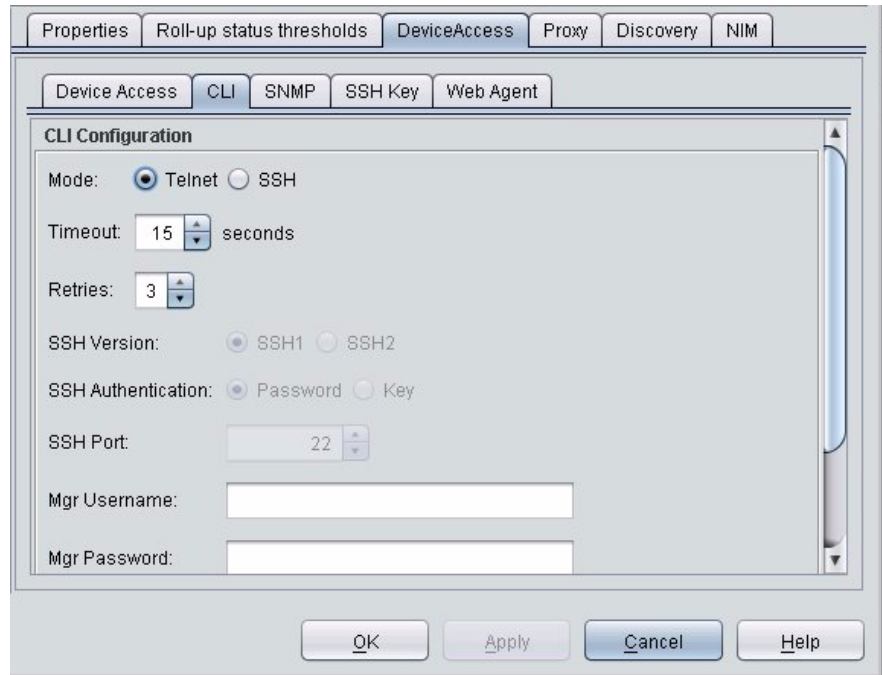 Properties Roll-up status thresholds DeviceAccess Proxy Discovery NIM
Device Access CLI SNMP SSH Key Web Agent
CLI Configuration
Mode: Telnet SSH
Timeout: 15 seconds
Retries: 3
SSH Version: SSH1 SSH2
SSH Authentication: Password Key
SSH Port: 22
Mgr Username:
Mgr Password:
OK Apply Cancel Help